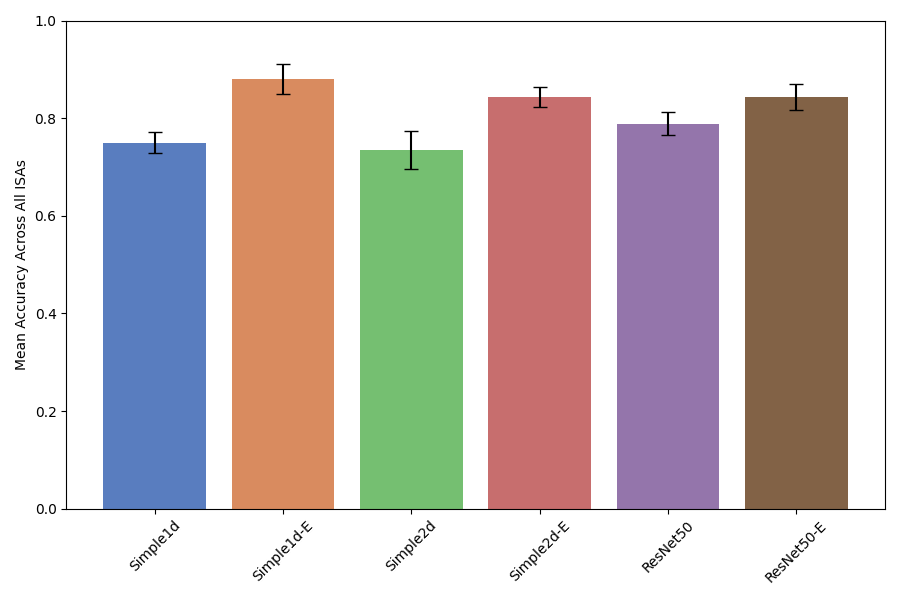 Mean Accuracy Across All ISAs
1.0
0.8
0.6
0.4
0.2
0.0
Simple1d
Simple1d-E
Simple2d
Simple2d-E
ResNet50
ResNet50-E